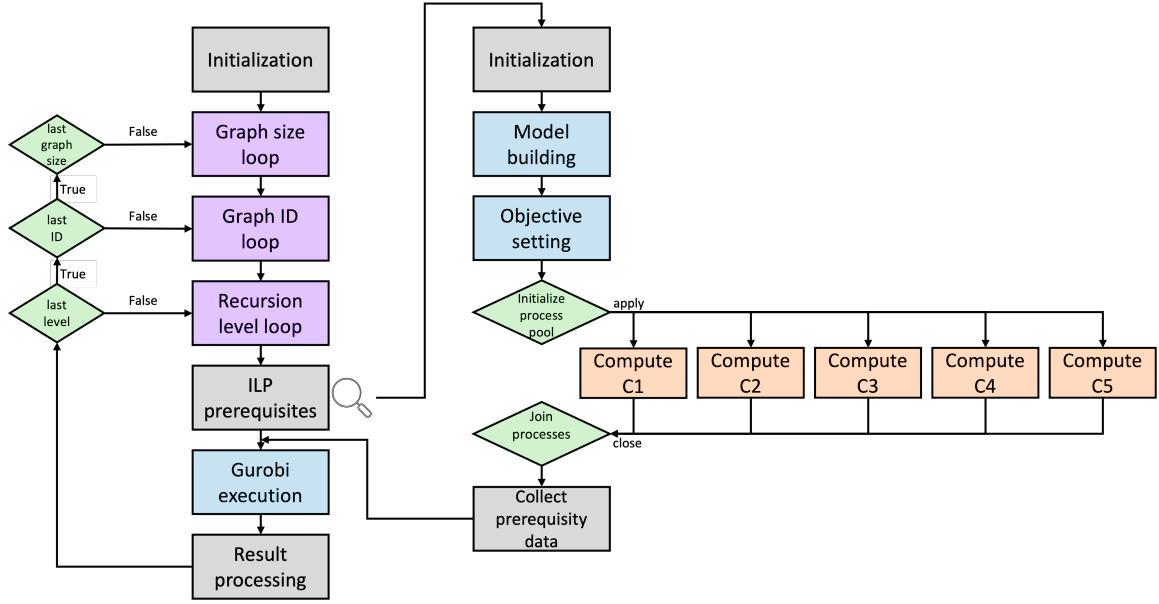 Initialization
Graph size
loop
Graph ID
loop
Recursion
level loop
ILP
prerequisites
Gurobi
execution
Result
processing
last
graph
size
False
True
last
ID
False
True
last
level
False
Initialization
Model
building
Objective
setting
Initialize
process
pool
apply
Compute
C1
Compute
C2
Compute
C3
Compute
C4
Compute
C5
Join
processes
close
Collect
prerequisity
data